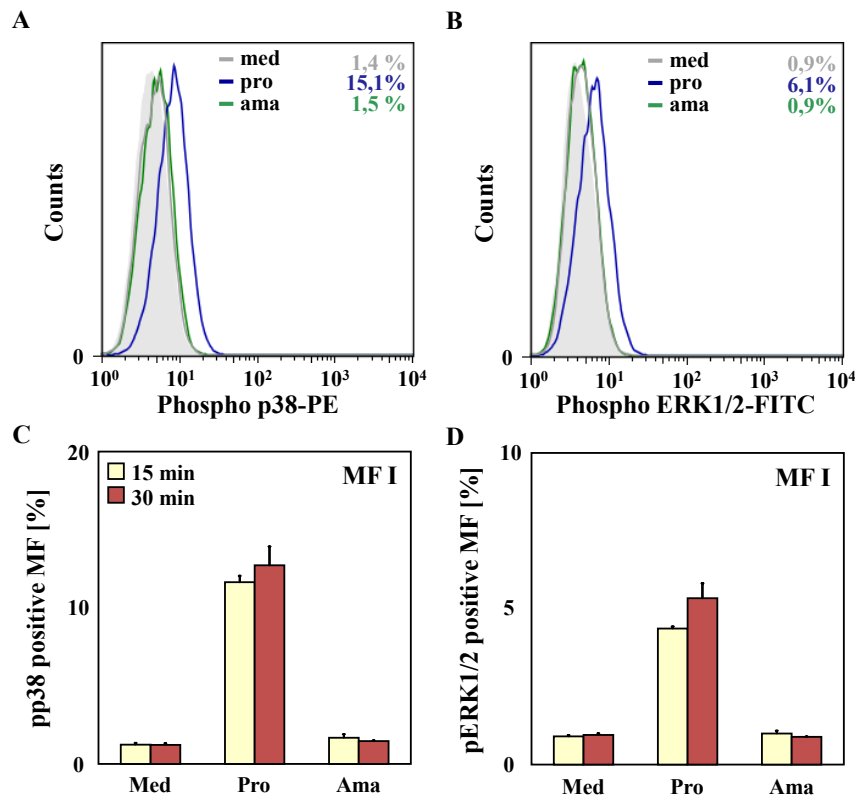 A
med 1,4 %
pro 15,1%
ama 1,5 %
Counts
0
10⁰ 10¹ 10² 10³ 10⁴
Phospho p38-PE
B
med 0,9%
pro 6,1%
ama 0,9%
Counts
0
10⁰ 10¹ 10² 10³ 10⁴
Phospho ERK1/2-FITC
C
20
10
0
pp38 positive MF [%]
15 min
30 min
MF I
Med Pro Ama
D
10
5
0
pERK1/2 positive MF [%]
MF I
Med Pro Ama